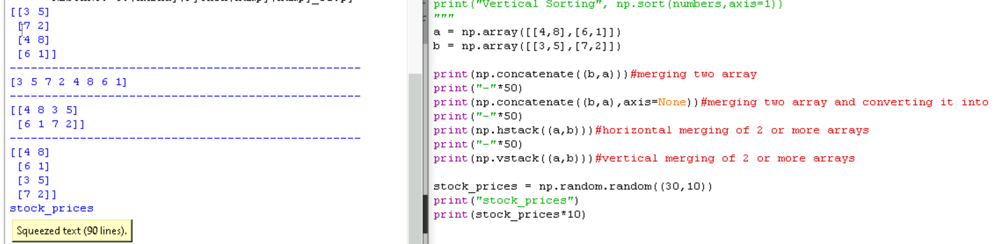 [[3 5]
[7 2]
[4 8]
[6 1]]
--------------------------------------------------
[3 5 7 2 4 8 6 1]
--------------------------------------------------
[[4 8 3 5]
[6 1 7 2]]
--------------------------------------------------
[[4 8]
[6 1]
[3 5]
[7 2]]
stock_prices
Squeezed text (90 lines).
print("Vertical Sorting", np.sort(numbers,axis=1))
"""
a = np.array([[4,8],[6,1]])
b = np.array([[3,5],[7,2]])
print(np.concatenate((b,a)))#merging two array
print("-"*50)
print(np.concatenate((b,a),axis=None))#merging two array and converting it into
print("-"*50)
print(np.hstack((a,b)))#horizontal merging of 2 or more arrays
print("-"*50)
print(np.vstack((a,b)))#vertical merging of 2 or more arrays
stock_prices = np.random.random((30,10))
print("stock_prices")
print(stock_prices*10)